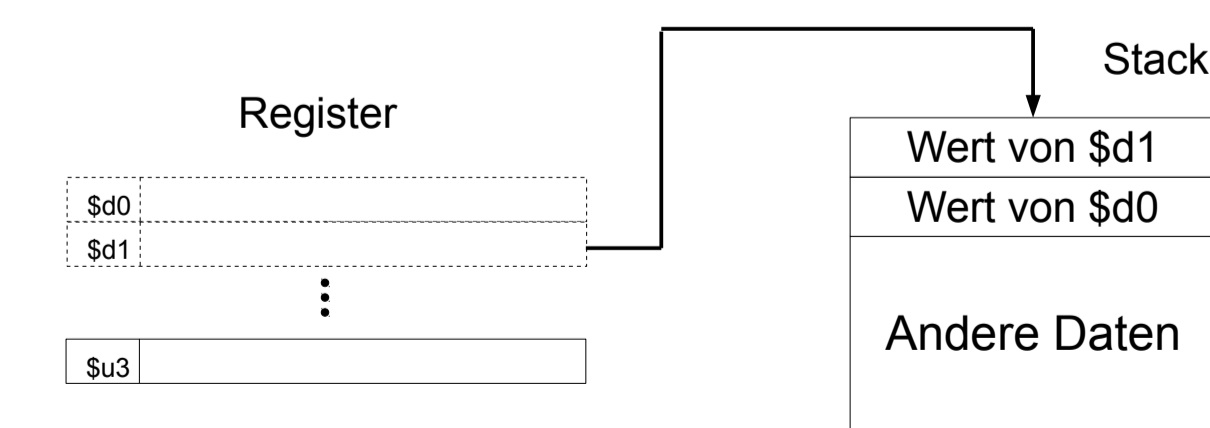 Stack
Register
Wert von $d1
Wert von $d0
$d0
$d1
Andere Daten
$u3